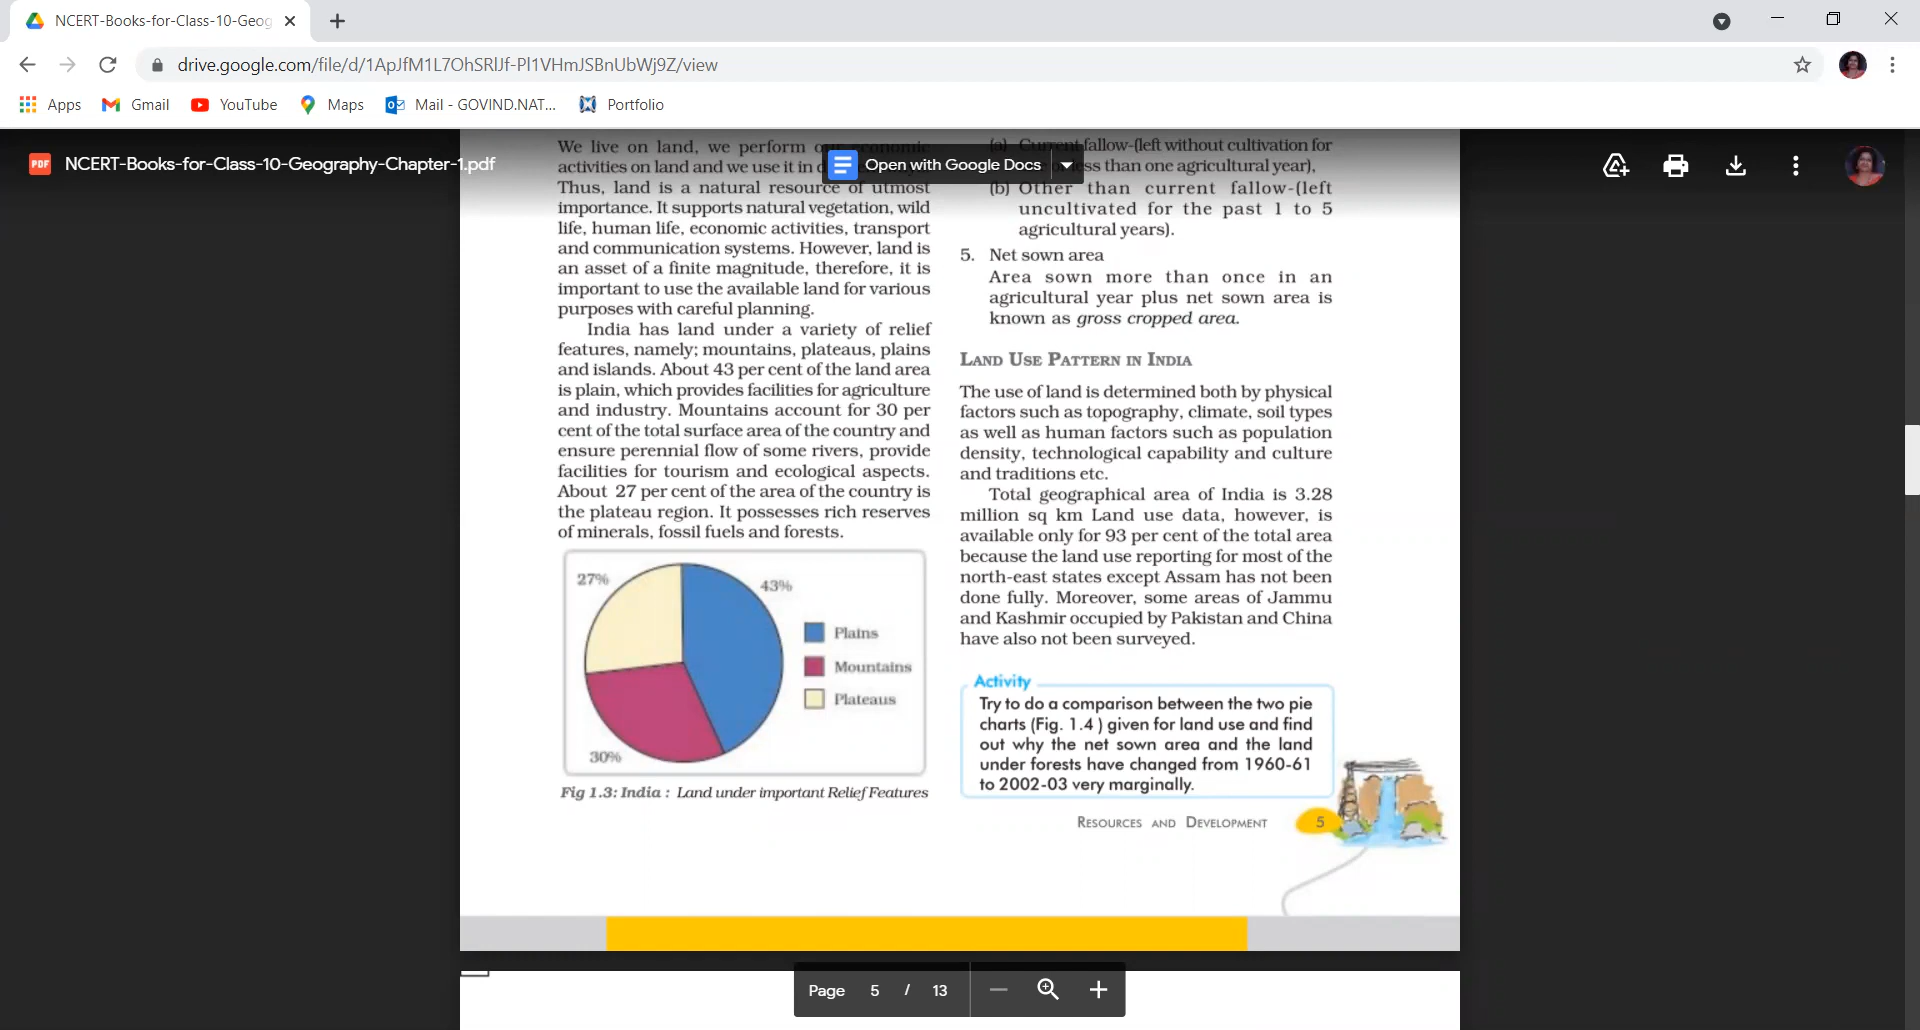 NCERT-Books-for-Class-10-Geog
drive.google.com/file/d/1ApJfM1L7OhSRlJf-Pl1VHmJSBnUbWj9Z/view
Apps Gmail YouTube Maps Mail - GOVIND.NAT... Portfolio
NCERT-Books-for-Class-10-Geography-Chapter-1.pdf
Open with Google Docs
We live on land, we perform our economic
activities on land and we use it in
Thus, land is a natural resource of utmost
importance. It supports natural vegetation, wild
life, human life, economic activities, transport
and communication systems. However, land is
an asset of a finite magnitude, therefore, it is
important to use the available land for various
purposes with careful planning.
India has land under a variety of relief
features, namely; mountains, plateaus, plains
and islands. About 43 per cent of the land area
is plain, which provides facilities for agriculture
and industry. Mountains account for 30 per
cent of the total surface area of the country and
ensure perennial flow of some rivers, provide
facilities for tourism and ecological aspects.
About 27 per cent of the area of the country is
the plateau region. It possesses rich reserves
of minerals, fossil fuels and forests.
27%
43%
30%
Plains
Mountains
Plateaus
Fig 1.3: India : Land under important Relief Features
(a) Current fallow-(left without cultivation for
less than one agricultural year),
(b) Other than current fallow-(left
uncultivated for the past 1 to 5
agricultural years).
5. Net sown area
Area sown more than once in an
agricultural year plus net sown area is
known as gross cropped area.
LAND USE PATTERN IN INDIA
The use of land is determined both by physical
factors such as topography, climate, soil types
as well as human factors such as population
density, technological capability and culture
and traditions etc.
Total geographical area of India is 3.28
million sq km Land use data, however, is
available only for 93 per cent of the total area
because the land use reporting for most of the
north-east states except Assam has not been
done fully. Moreover, some areas of Jammu
and Kashmir occupied by Pakistan and China
have also not been surveyed.
Activity
Try to do a comparison between the two pie
charts (Fig. 1.4 ) given for land use and find
out why the net sown area and the land
under forests have changed from 1960-61
to 2002-03 very marginally.
RESOURCES AND DEVELOPMENT 5
Page 5 / 13